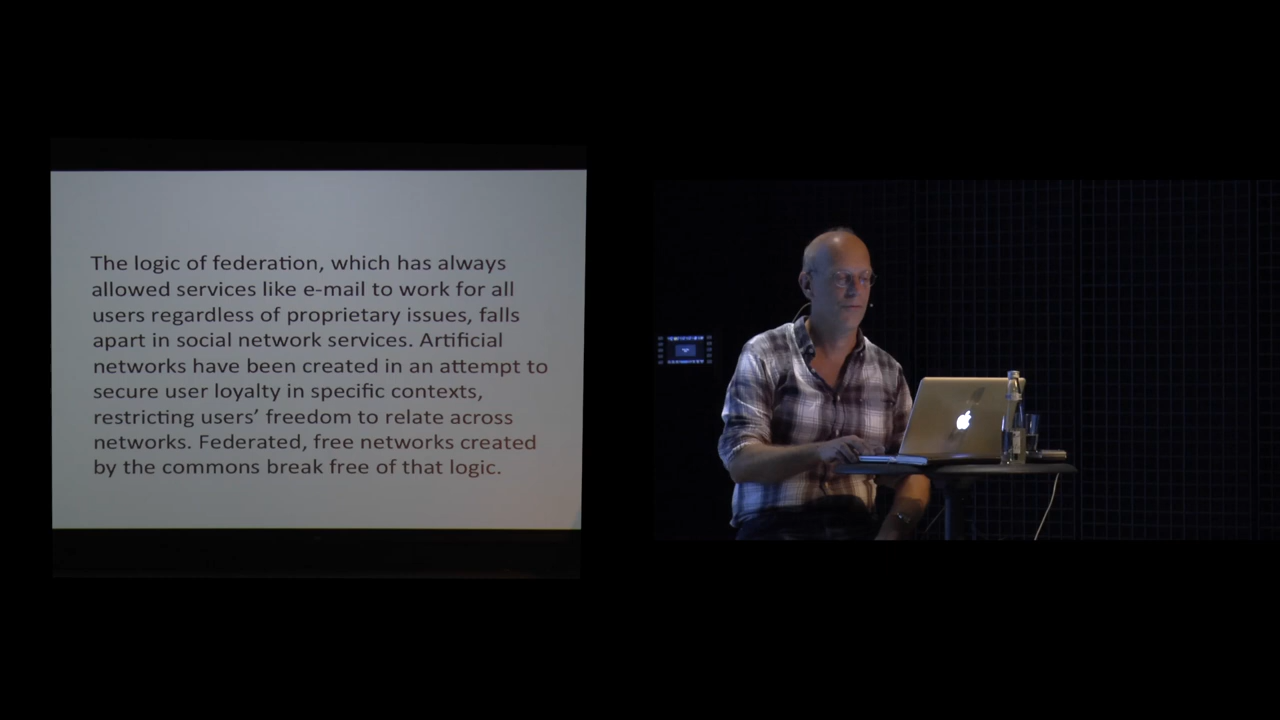 The logic of federation, which has always
allowed services like e-mail to work for all
users regardless of proprietary issues, falls
apart in social network services. Artificial
networks have been created in an attempt to
secure user loyalty in specific contexts,
restricting users’ freedom to relate across
networks. Federated, free networks created
by the commons break free of that logic.